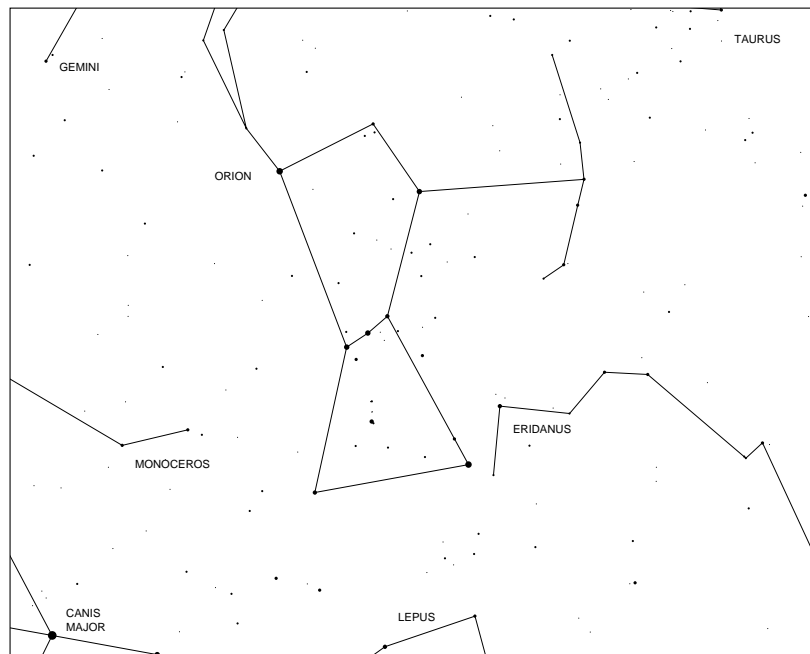 TAURUS
GEMINI
ORION
ERIDANUS
MONOCEROS
CANIS
MAJOR
LEPUS